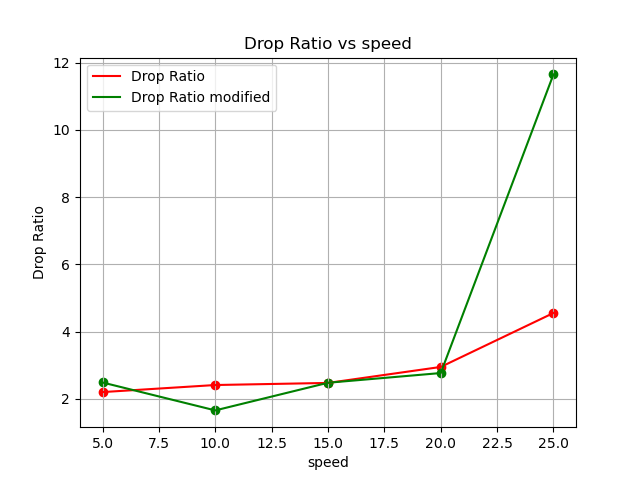 Drop Ratio vs speed
Drop Ratio
Drop Ratio modified
12
10
8
6
4
2
Drop Ratio
5.0 7.5 10.0 12.5 15.0 17.5 20.0 22.5 25.0
speed